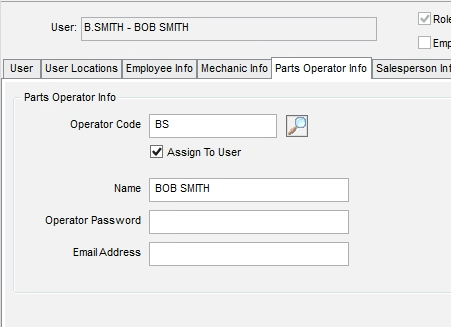 User: B.SMITH - BOB SMITH
Role
Emp
User User Locations Employee Info Mechanic Info Parts Operator Info Salesperson Inf
Parts Operator Info
Operator Code BS
Assign To User
Name BOB SMITH
Operator Password
Email Address